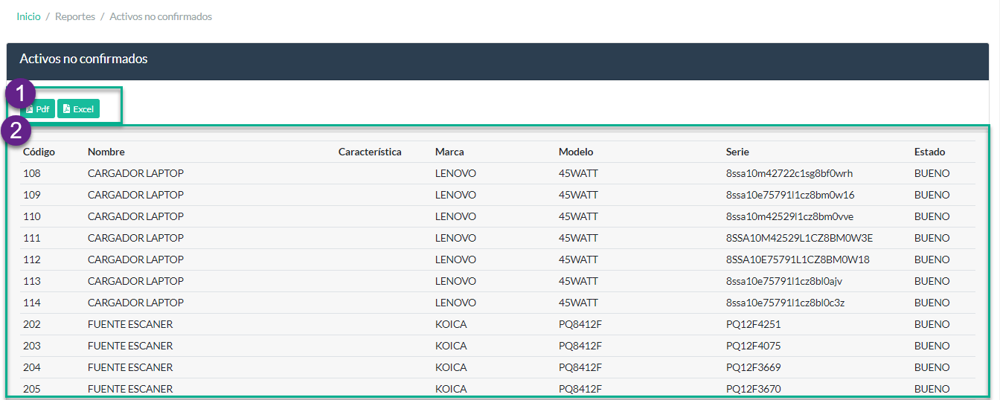 Inicio / Reportes / Activos no confirmados
Activos no confirmados
1
Pdf Excel
2
Código Nombre Característica Marca Modelo Serie Estado
108 CARGADOR LAPTOP LENOVO 45WATT 8ssa10m42722c1sg8bf0wrh BUENO
109 CARGADOR LAPTOP LENOVO 45WATT 8ssa10e75791l1cz8bm0w16 BUENO
110 CARGADOR LAPTOP LENOVO 45WATT 8ssa10m42529l1cz8bm0vve BUENO
111 CARGADOR LAPTOP LENOVO 45WATT 8SSA10M42529L1CZ8BM0W3E BUENO
112 CARGADOR LAPTOP LENOVO 45WATT 8SSA10E75791L1CZ8BM0W18 BUENO
113 CARGADOR LAPTOP LENOVO 45WATT 8ssa10e75791l1cz8bl0ajv BUENO
114 CARGADOR LAPTOP LENOVO 45WATT 8ssa10e75791l1cz8bl0c3z BUENO
202 FUENTE ESCANER KOICA PQ8412F PQ12F4251 BUENO
203 FUENTE ESCANER KOICA PQ8412F PQ12F4075 BUENO
204 FUENTE ESCANER KOICA PQ8412F PQ12F3669 BUENO
205 FUENTE ESCANER KOICA PQ8412F PQ12F3670 BUENO